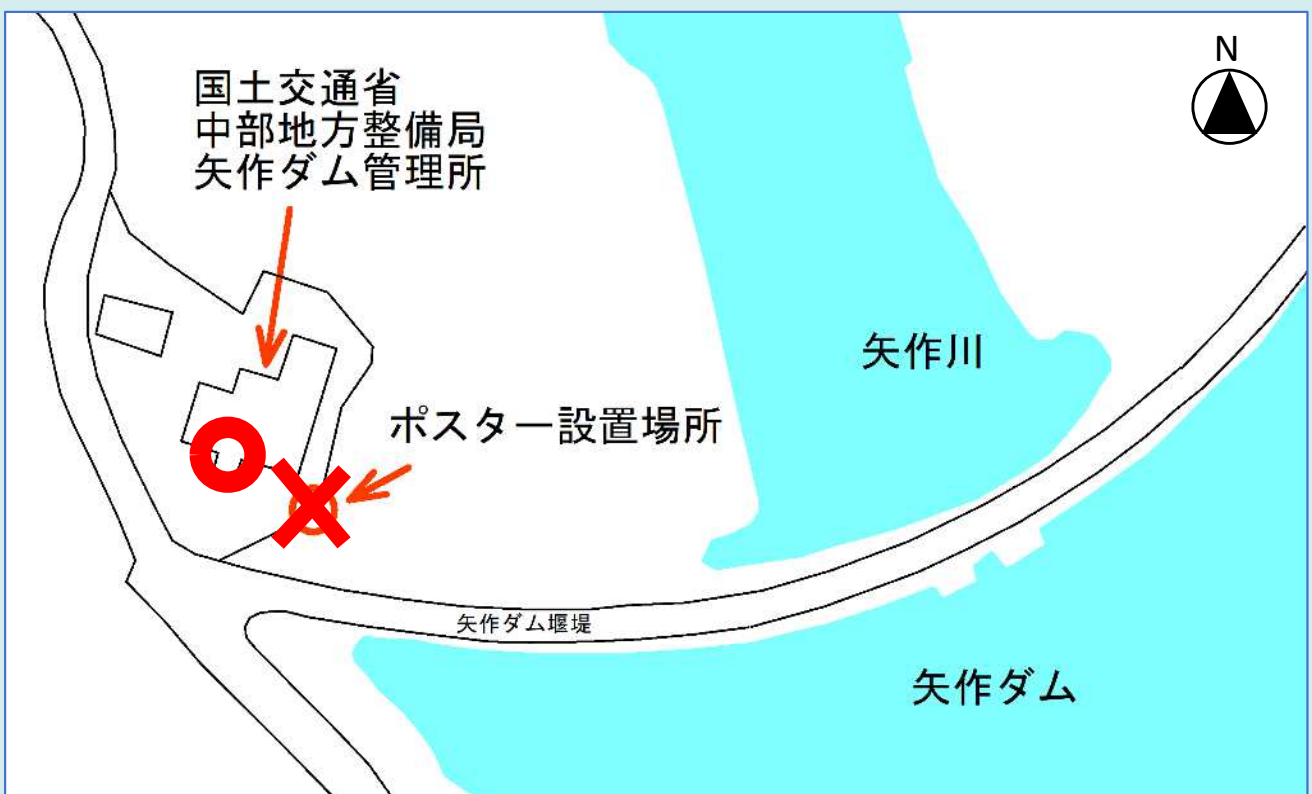 N
国土交通省
中部地方整備局
矢作ダム管理所
矢作川
ポスター設置場所
矢作ダム堰堤
矢作ダム